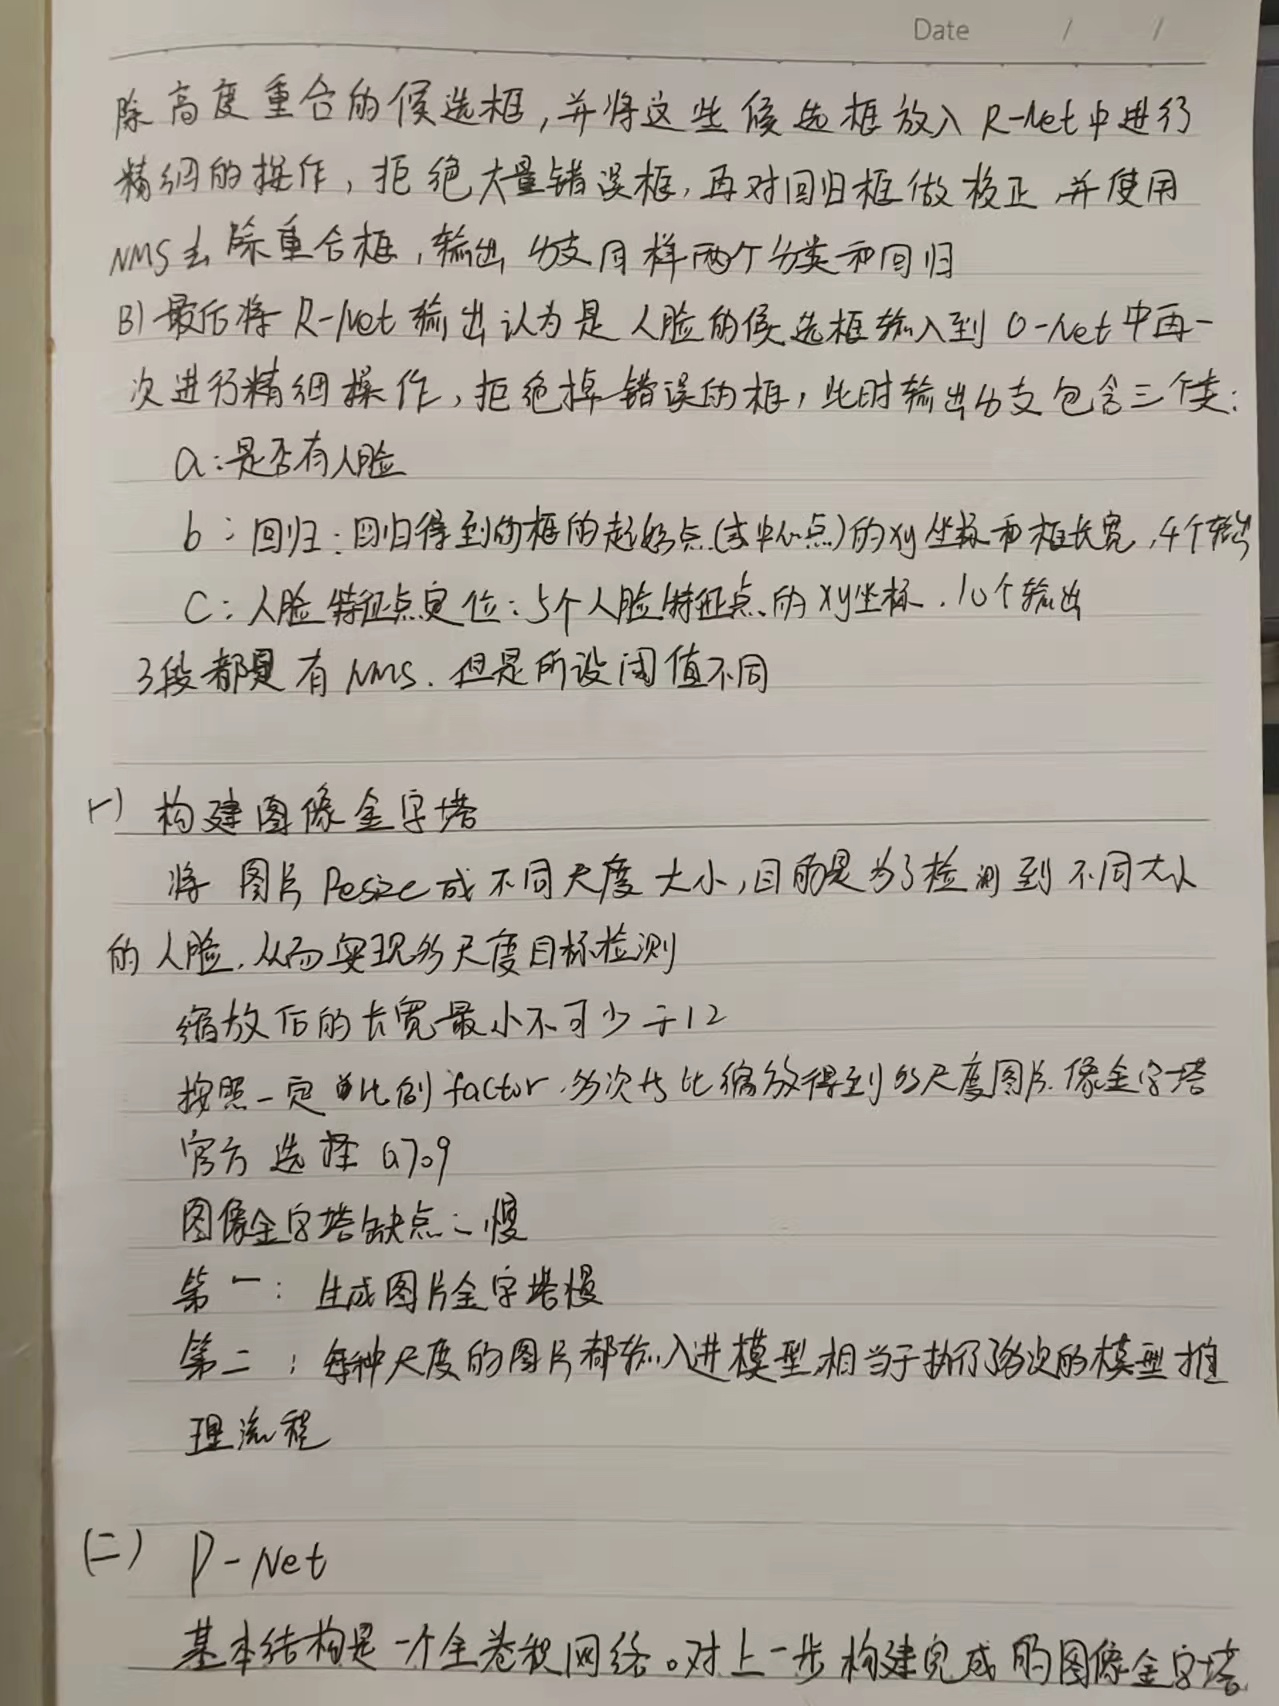 Date / /
除高度重合的候选框,并将这些候选框放入R-Net中进行
精细的操作,拒绝大量错误框,再对回归框做校正,并使用
NMS去除重合框,输出分支同样两个分类和回归
B)最后将R-Net输出认为是人脸的候选框输入到O-Net中再一
次进行精细操作,拒绝掉错误的框,此时输出分支包含三个类:
a:是否有人脸
b:回归:回归得到的框的起始点(或中心点)的xy坐标和框长宽,4个输出
C:人脸特征点定位:5个人脸特征点的xy坐标.10个输出
3段都是有NMS.但是所设阈值不同
(一)构建图像金字塔
将图片Resize成不同尺度大小,目的是为了检测到不同大小
的人脸.从而实现多尺度目标检测
缩放后的长宽最小不可少于12
按照一定比例factor.多次 比缩放得到多尺度图片.像金字塔
官方选择0.709
图像金字塔缺点:慢
第一:生成图片金字塔慢
第二:每种尺度的图片都输入进模型,相当于执行了多次的模型推
理流程
(二) P-Net
基本结构是一个全卷积网络。对上一步构建完成的图像金字塔